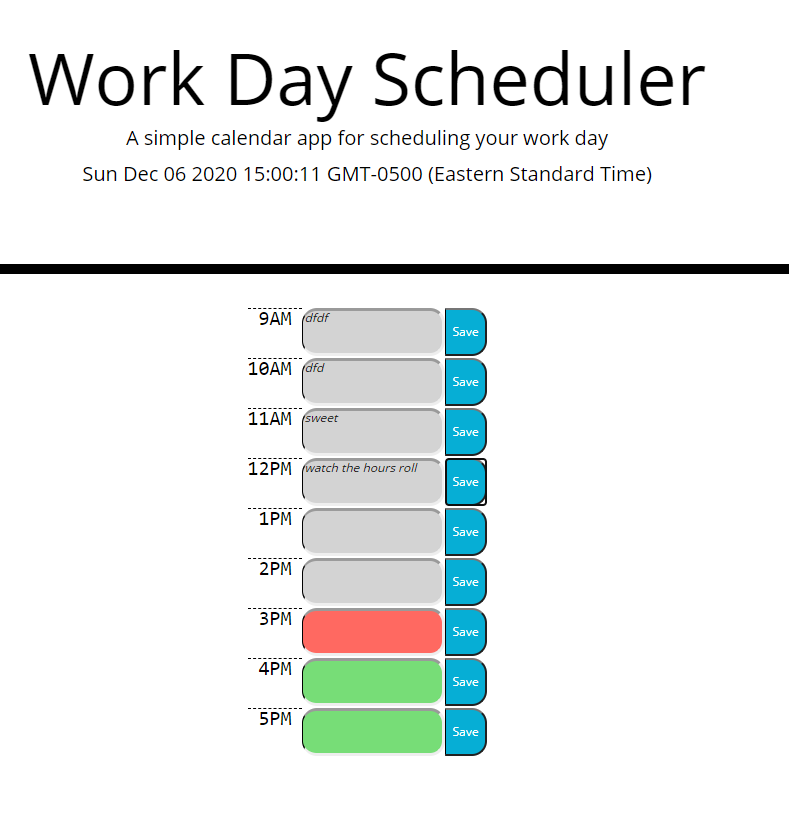 Work Day Scheduler
A simple calendar app for scheduling your work day
Sun Dec 06 2020 15:00:11 GMT-0500 (Eastern Standard Time)
9AM dfdf Save
10AM dfd Save
11AM sweet Save
12PM watch the hours roll Save
1PM Save
2PM Save
3PM Save
4PM Save
5PM Save